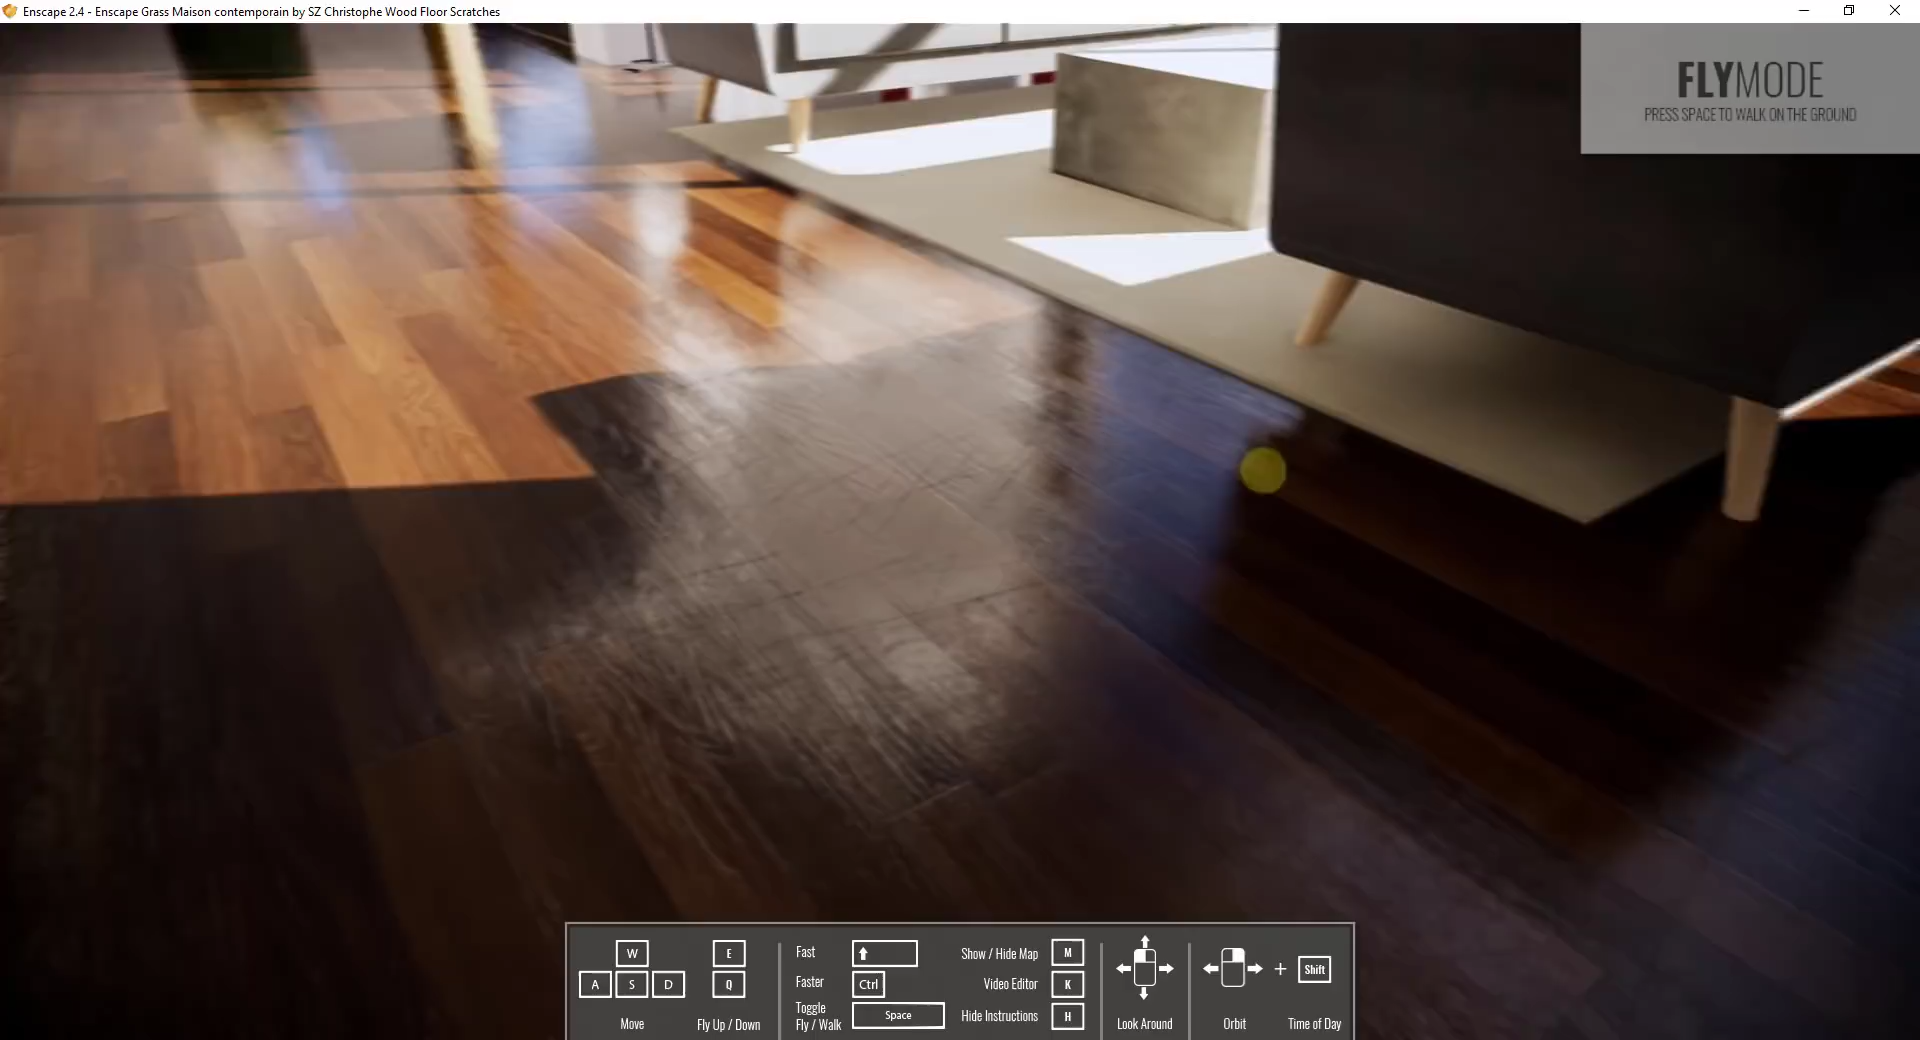 Enscape 2.4 - Enscape Grass Maison contemporain by SZ Christophe Wood Floor Scratches
FLYMODE
PRESS SPACE TO WALK ON THE GROUND
W
A S D
Move
E
Q
Fly Up / Down
Fast
Faster Ctrl
Toggle
Fly / Walk Space
Show / Hide Map M
Video Editor K
Hide Instructions H
Look Around
Orbit
+ Shift
Time of Day